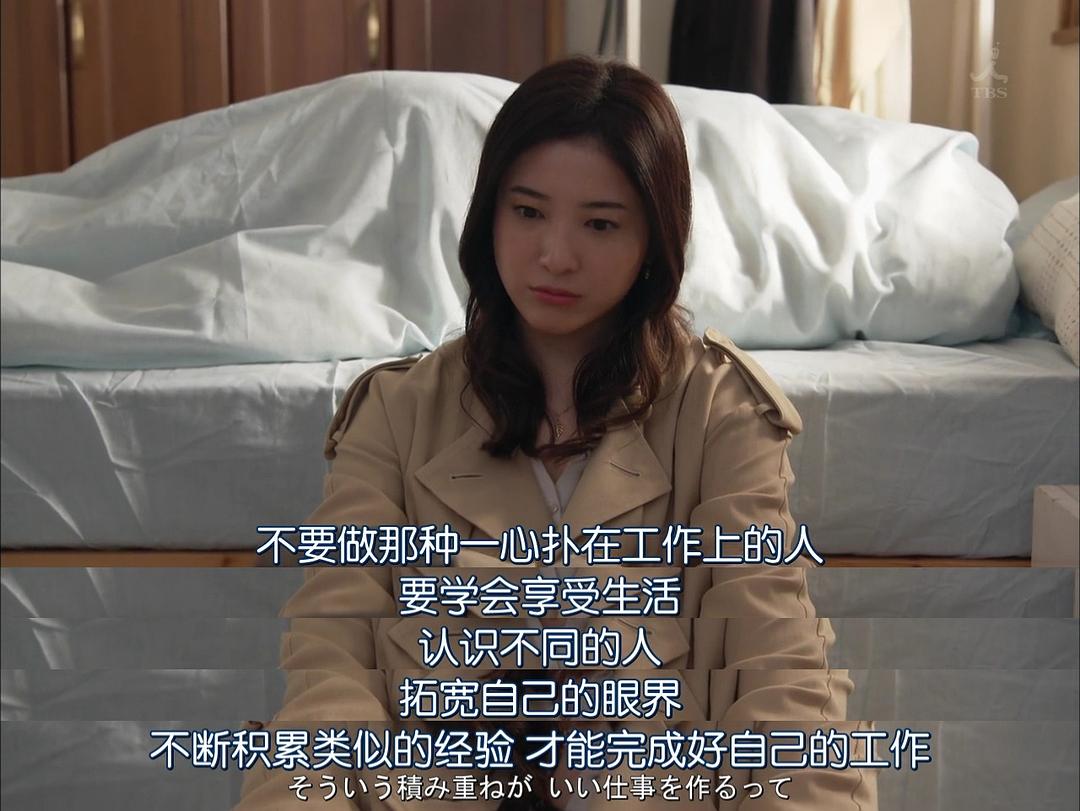 TBS
不要做那种一心扑在工作上的人
要学会享受生活
认识不同的人
拓宽自己的眼界
不断积累类似的经验 才能完成好自己的工作
そういう積み重ねが いい仕事を作るって